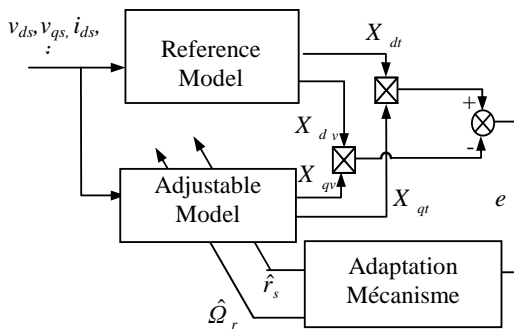 v_ds, v_qs, i_ds,
:
Reference
Model
X_dt
X_dv
+
-
X_qv
Adjustable
Model
X_qt
e
r̂_s
Adaptation
Mécanisme
Ω̂_r